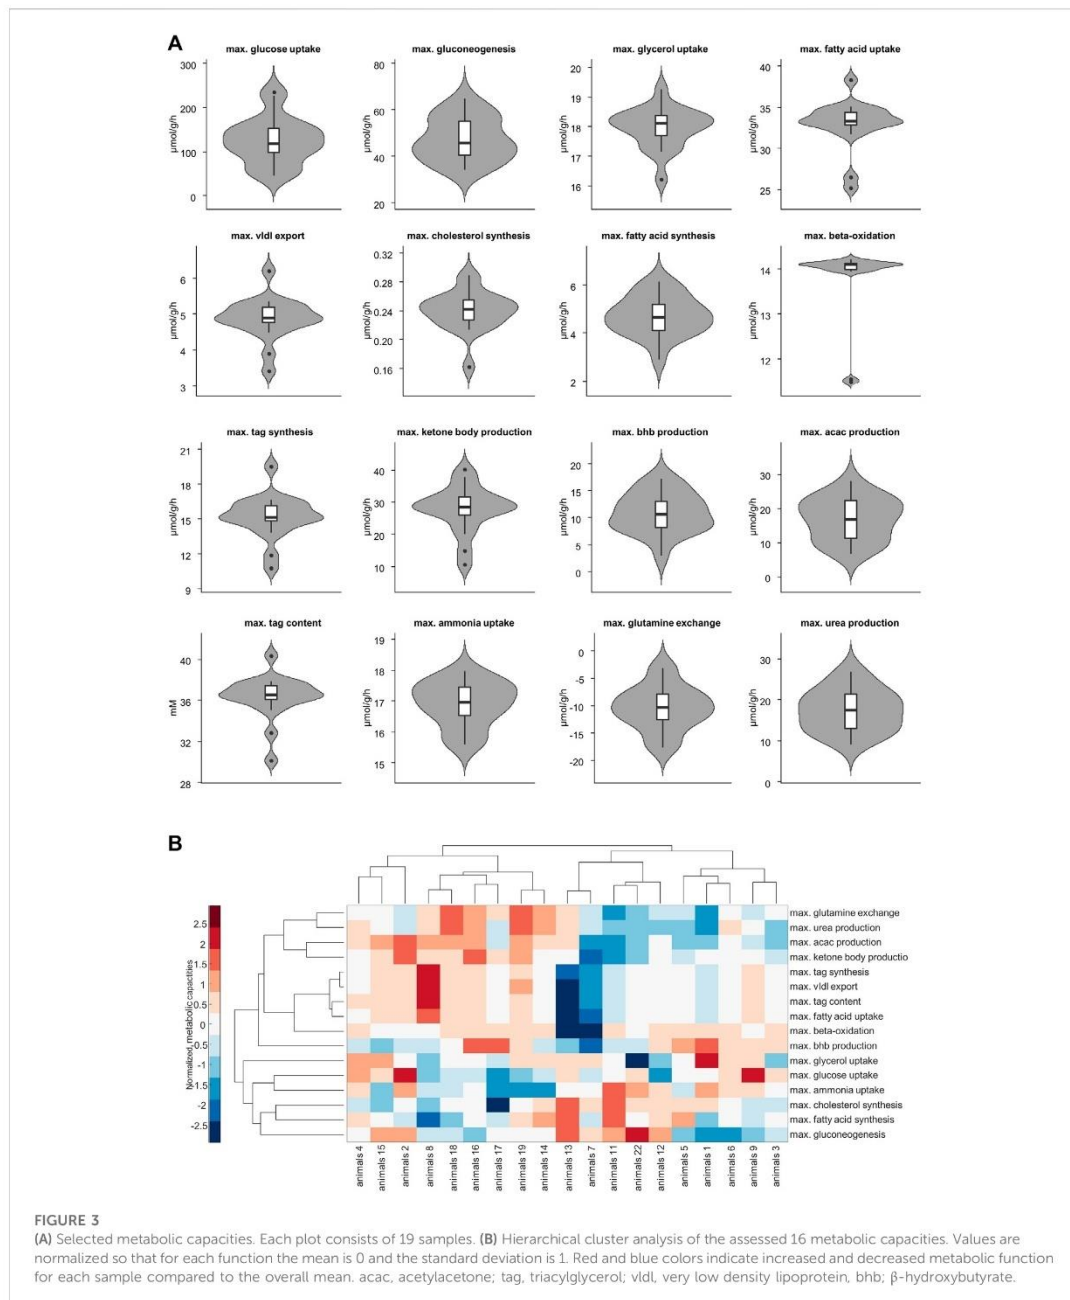 A
max. glucose uptake
300
200
100
0
µmol/g/h
max. gluconeogenesis
80
60
40
20
µmol/g/h
max. glycerol uptake
20
19
18
17
16
µmol/g/h
max. fatty acid uptake
40
35
30
25
µmol/g/h
max. vldl export
6
5
4
3
µmol/g/h
max. cholesterol synthesis
0.32
0.28
0.24
0.20
0.16
µmol/g/h
max. fatty acid synthesis
6
4
2
µmol/g/h
max. beta-oxidation
14
13
12
µmol/g/h
max. tag synthesis
21
18
15
12
9
µmol/g/h
max. ketone body production
40
30
20
10
µmol/g/h
max. bhb production
20
15
10
5
0
µmol/g/h
max. acac production
30
20
10
0
µmol/g/h
max. tag content
40
36
32
28
mM
max. ammonia uptake
19
18
17
16
15
µmol/g/h
max. glutamine exchange
0
-5
-10
-15
-20
µmol/g/h
max. urea production
30
20
10
0
µmol/g/h
B
2.5
2
1.5
1
0.5
0
-0.5
-1
-1.5
-2
-2.5
Normalized metabolic capactities
max. glutamine exchange
max. urea production
max. acac production
max. ketone body productio
max. tag synthesis
max. vldl export
max. tag content
max. fatty acid uptake
max. beta-oxidation
max. bhb production
max. glycerol uptake
max. glucose uptake
max. ammonia uptake
max. cholesterol synthesis
max. fatty acid synthesis
max. gluconeogenesis
animals 4
animals 15
animals 2
animals 8
animals 18
animals 16
animals 17
animals 19
animals 14
animals 13
animals 7
animals 11
animals 22
animals 12
animals 5
animals 1
animals 6
animals 9
animals 3
FIGURE 3
(A) Selected metabolic capacities. Each plot consists of 19 samples. (B) Hierarchical cluster analysis of the assessed 16 metabolic capacities. Values are
normalized so that for each function the mean is 0 and the standard deviation is 1. Red and blue colors indicate increased and decreased metabolic function
for each sample compared to the overall mean. acac, acetylacetone; tag, triacylglycerol; vldl, very low density lipoprotein, bhb; β-hydroxybutyrate.